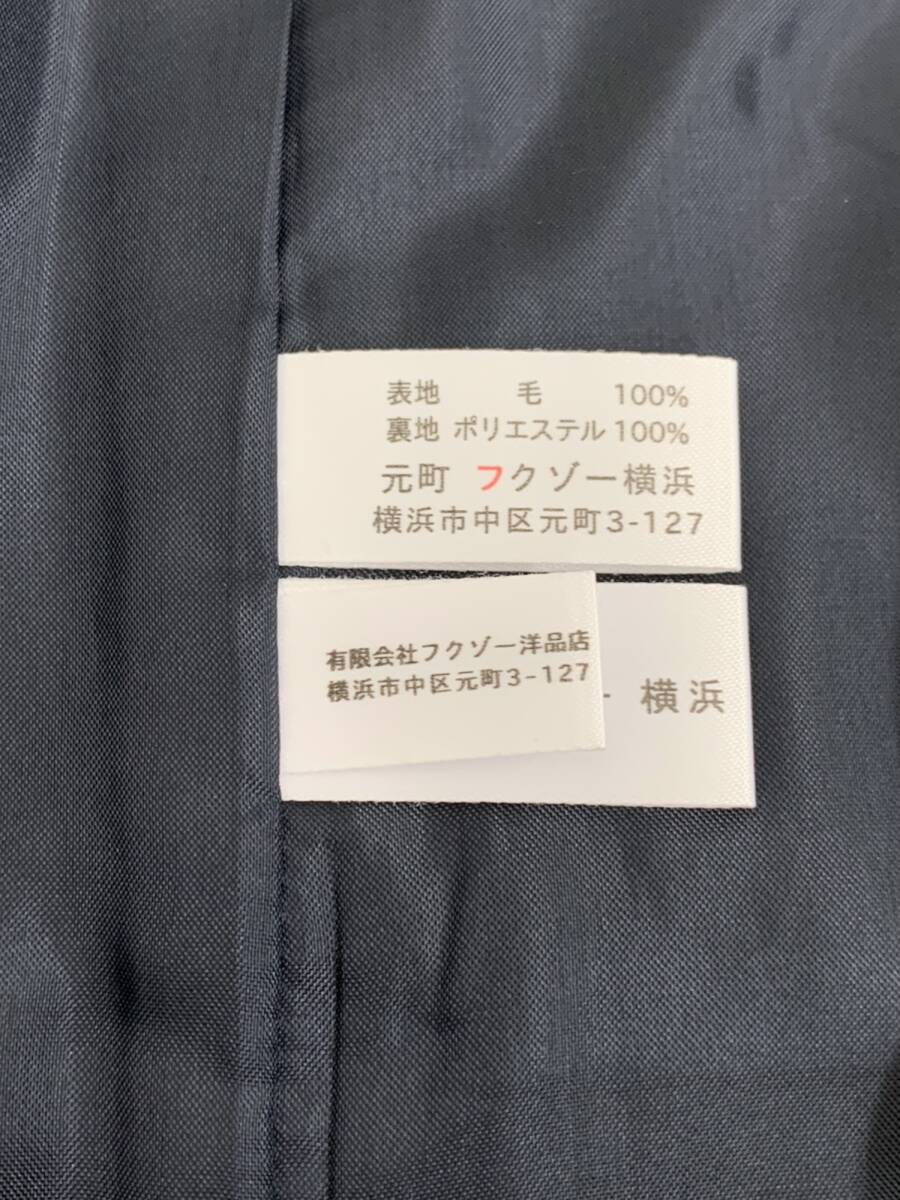 表地 毛 100%
裏地 ポリエステル 100%
元町 フクゾー横浜
横浜市中区元町3-127
有限会社フクゾー洋品店
横浜市中区元町3-127
ー 横浜